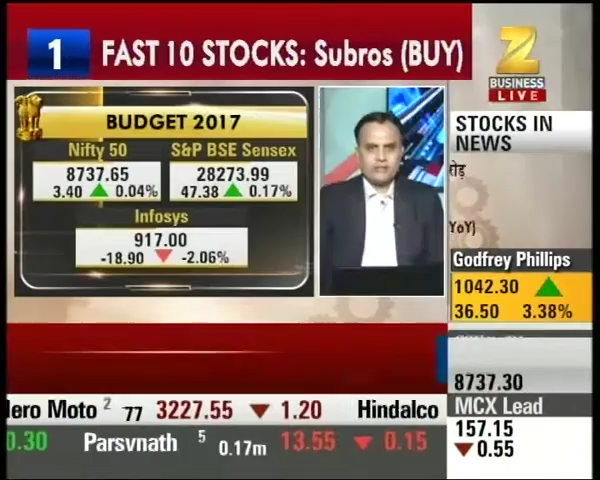 1
FAST 10 STOCKS: Subros (BUY)
Z
BUSINESS
LIVE
BUDGET 2017
Nifty 50
8737.65
3.40 ▲ 0.04%
S&P BSE Sensex
28273.99
47.38 ▲ 0.17%
Infosys
917.00
-18.90 ▼ -2.06%
STOCKS IN
NEWS
YoY)
Godfrey Phillips
1042.30 ▲
36.50 3.38%
8737.30
MCX Lead
157.15
▼0.55
ero Moto 2 77 3227.55 ▼ 1.20 Hindalco
0.30 Parsvnath 5 0.17m 13.55 ▼ 0.15